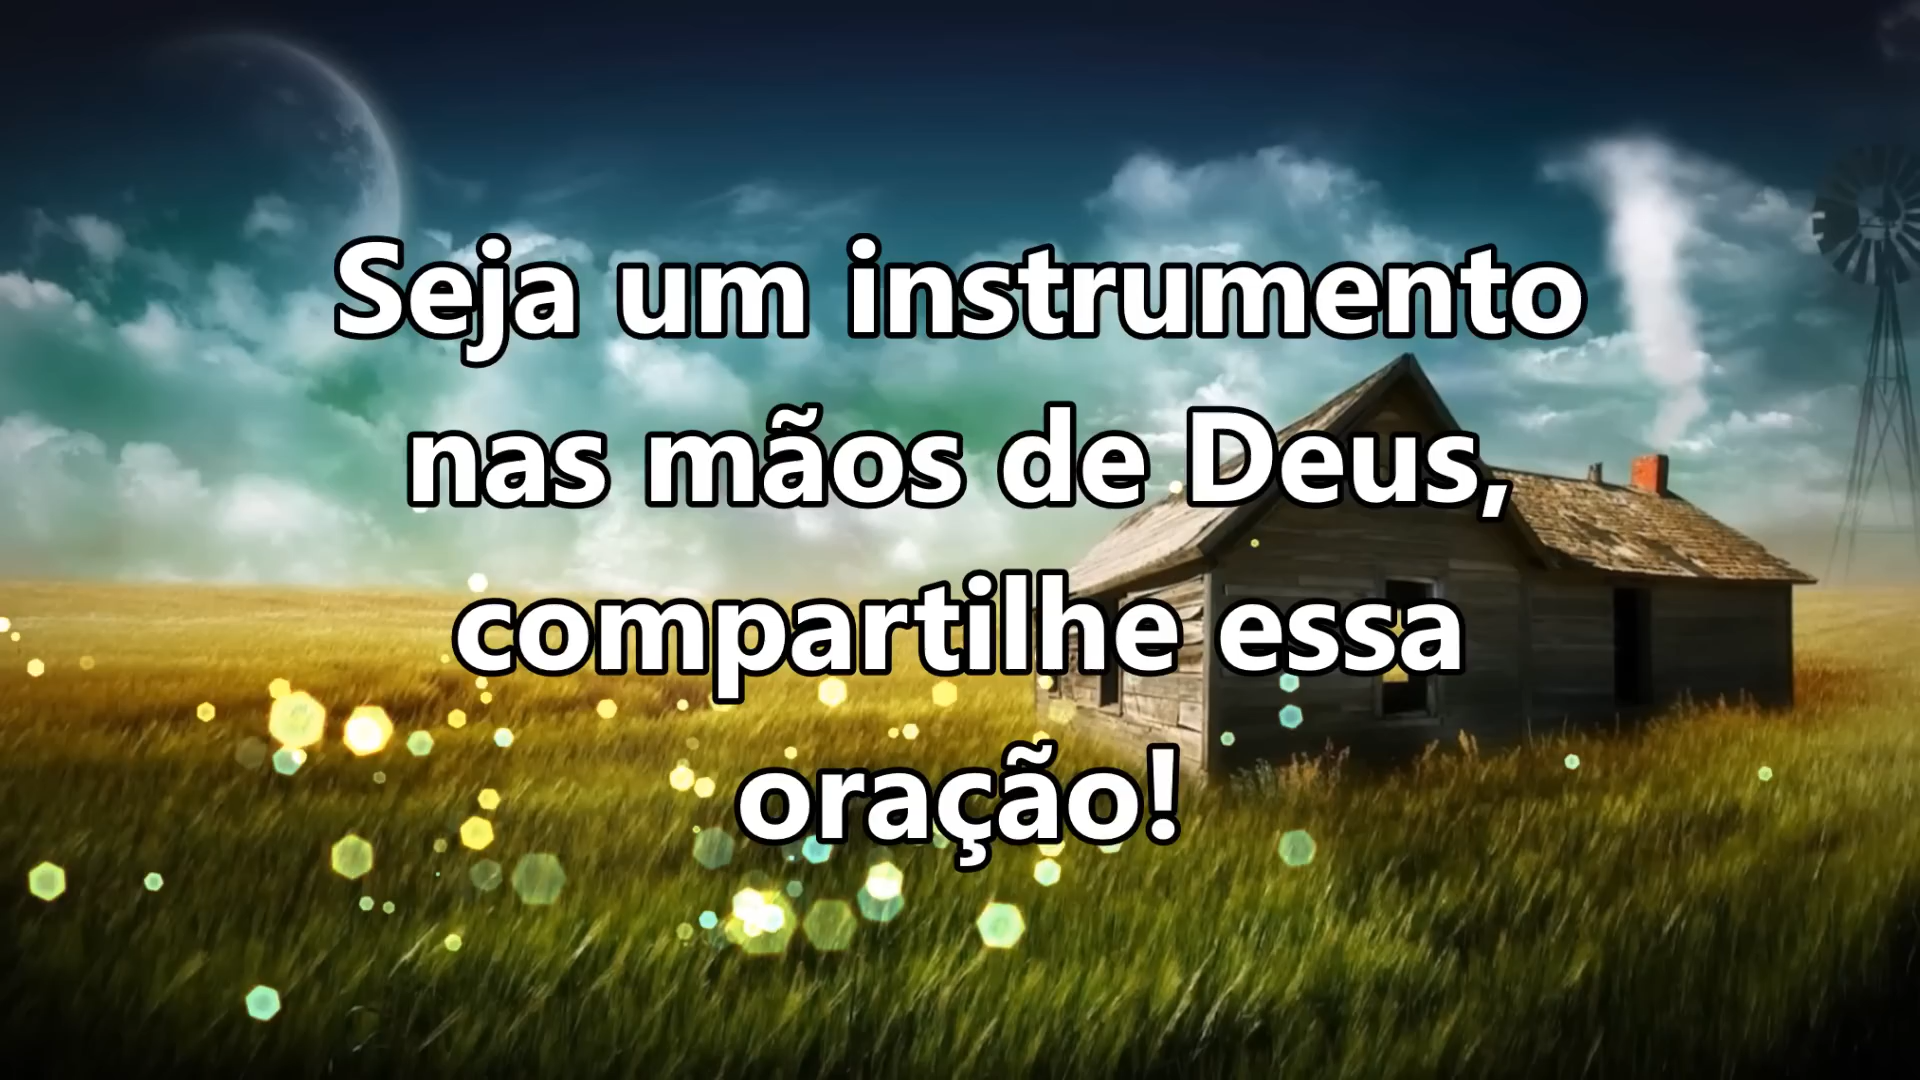 Seja um instrumento
nas mãos de Deus,
compartilhe essa
oração!